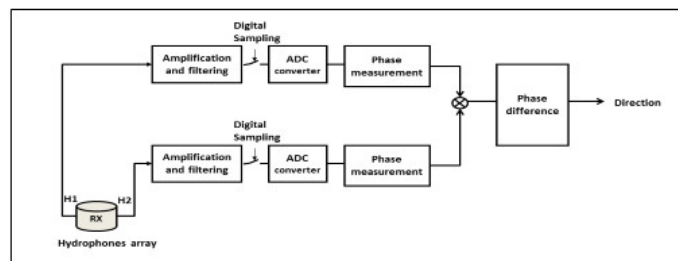 Digital
Sampling
Amplification
and filtering
ADC
converter
Phase
measurement
Phase
difference
Direction
Digital
Sampling
Amplification
and filtering
ADC
converter
Phase
measurement
H1
H2
RX
Hydrophones array